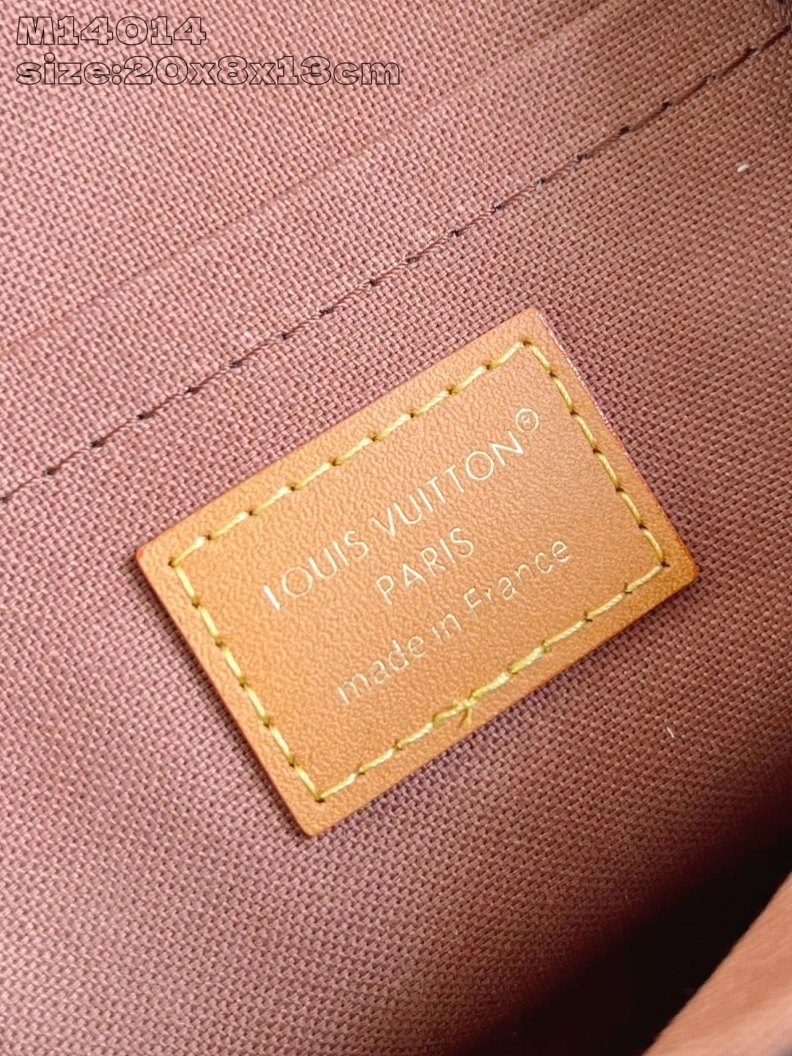 M14014
size:20x8x13cm
LOUIS VUITTON®
PARIS
made in France